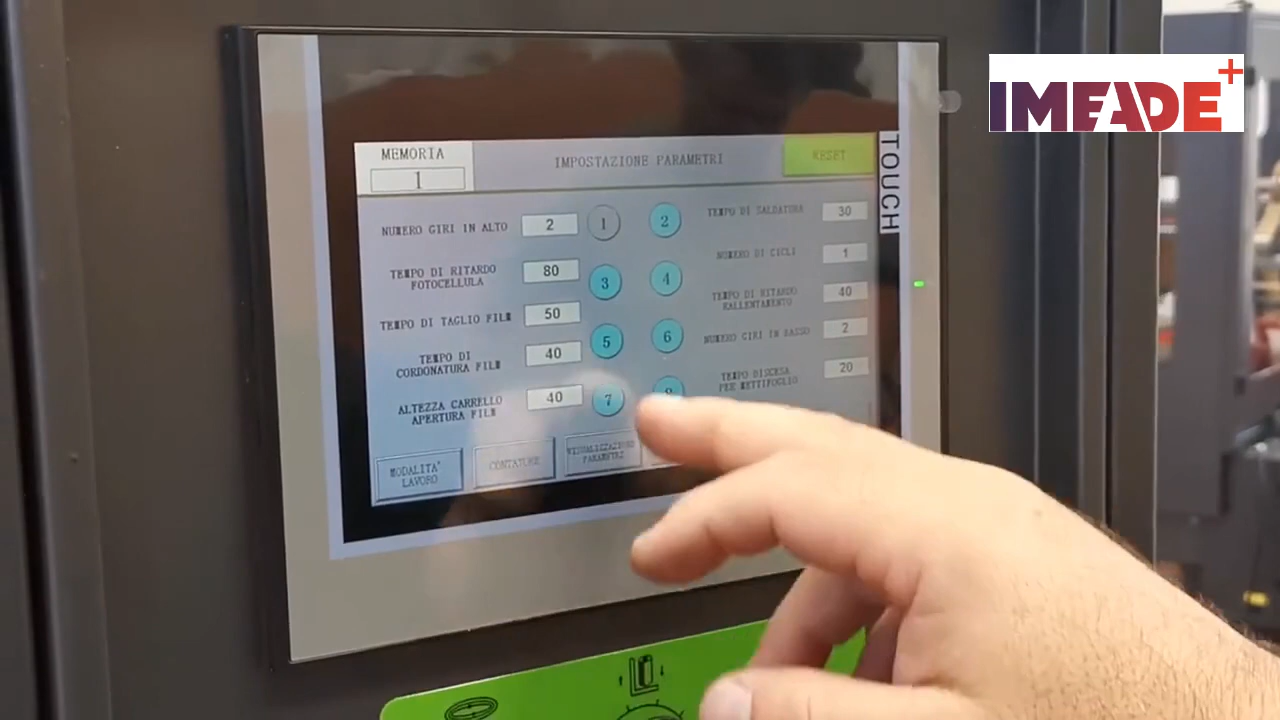 IMEADE+
TOUCH
MEMORIA
1
IMPOSTAZIONE PARAMETRI
RESET
NUMERO GIRI IN ALTO
2
1
2
TEMPO DI SALDATURA
30
TEMPO DI RITARDO
FOTOCELLULA
80
3
4
NUMERO DI CICLI
1
TEMPO DI TAGLIO FILM
50
TEMPO DI RITARDO
RALLENTAMENTO
40
TEMPO DI
CORDONATURA FILM
40
5
6
NUMERO GIRI IN BASSO
2
ALTEZZA CARRELLO
APERTURA FILM
40
7
8
TEMPO DISCESA
PER METTIFOGLIO
20
MODALITA'
LAVORO
CONTATORE
VISUALIZZAZIONE
PARAMETRI